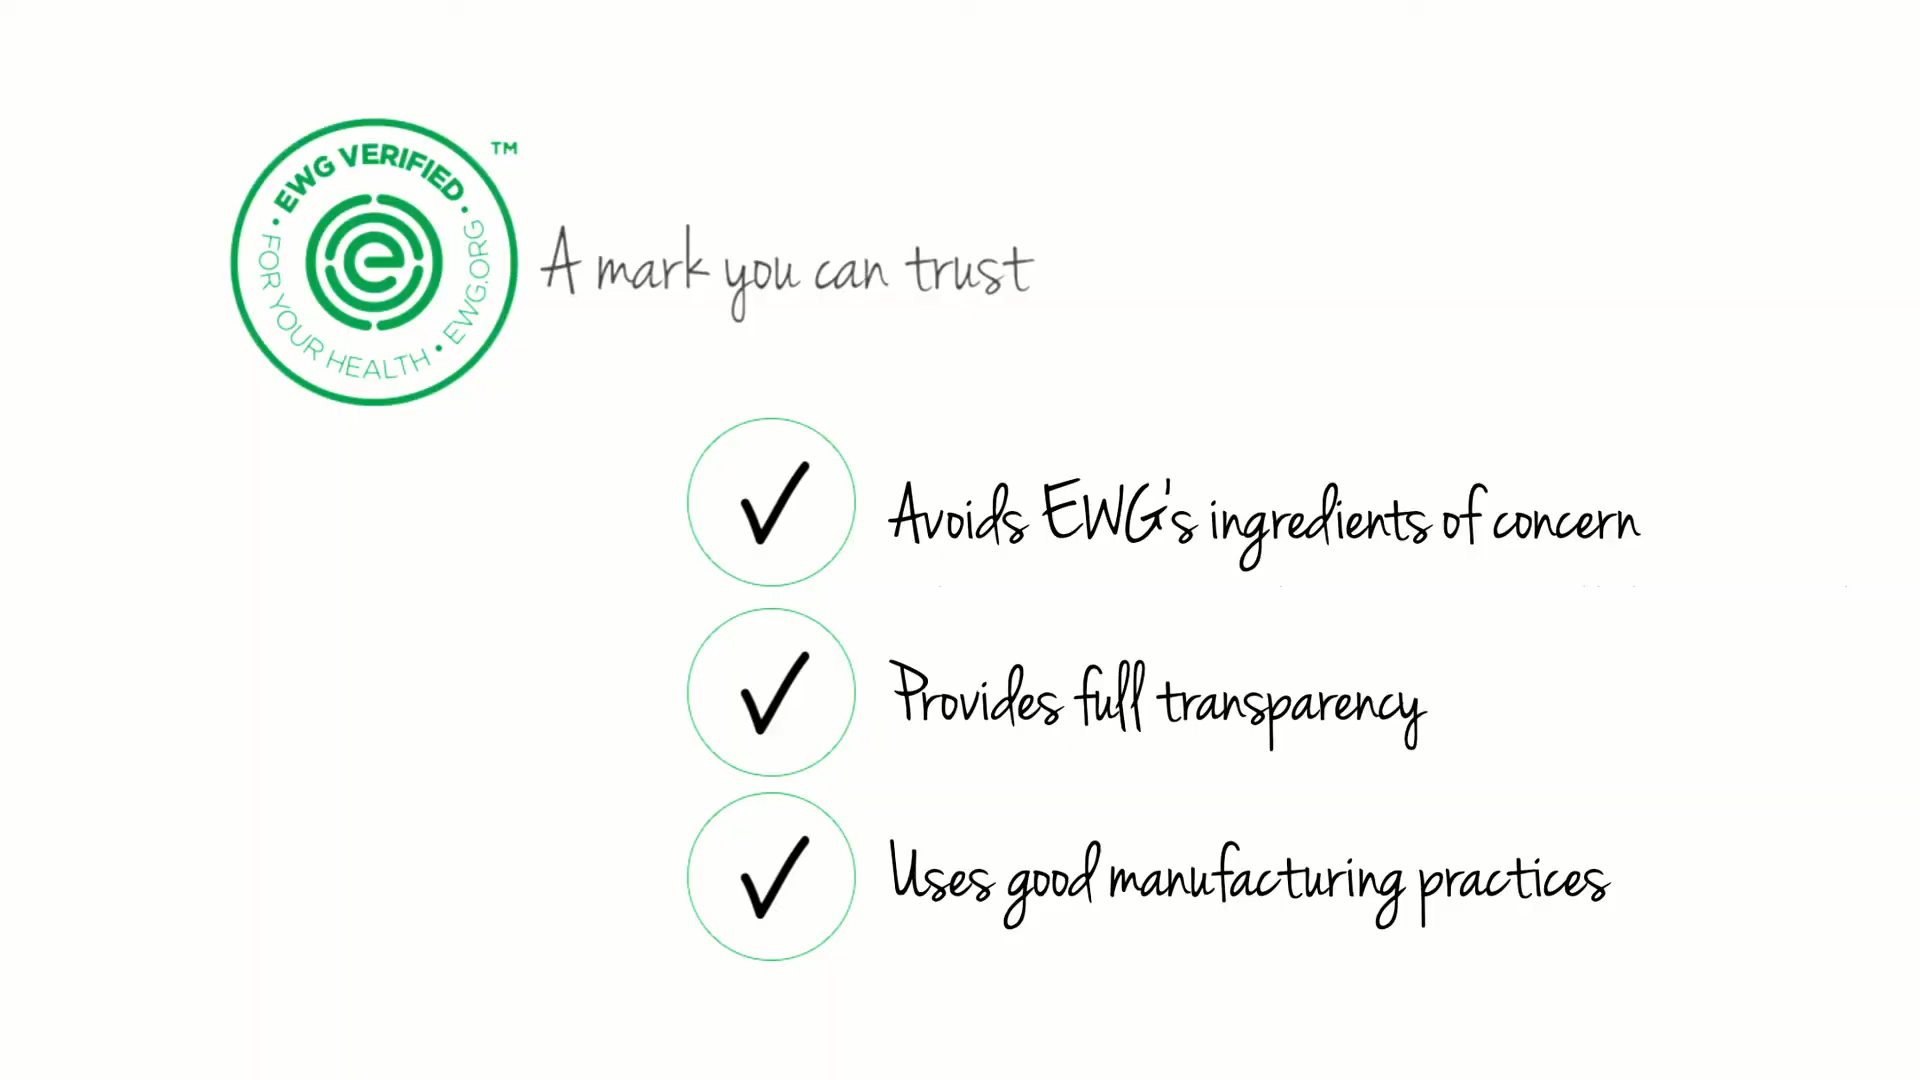 EWG VERIFIED
TM
FOR YOUR HEALTH • EWG.ORG
e
A mark you can trust
Avoids EWG's ingredients of concern
Provides full transparency
Uses good manufacturing practices